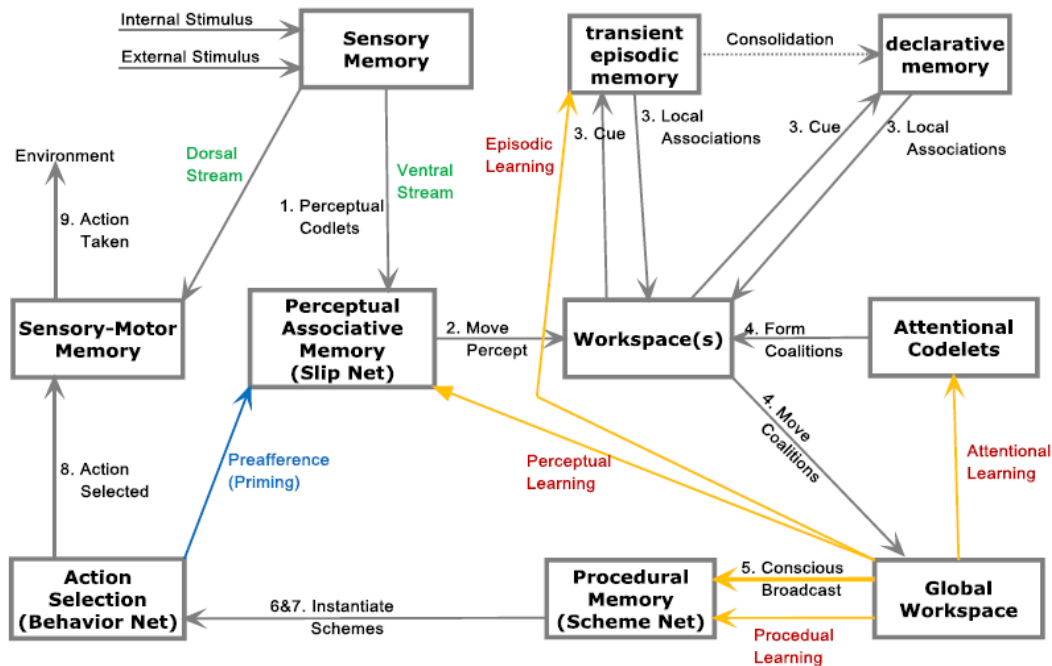 Internal Stimulus
External Stimulus
Sensory
Memory
transient
episodic
memory
Consolidation
declarative
memory
3. Cue
3. Local
Associations
3. Cue
3. Local
Associations
Episodic
Learning
Environment
Dorsal
Stream
Ventral
Stream
1. Perceptual
Codlets
9. Action
Taken
Sensory-Motor
Memory
Perceptual
Associative
Memory
(Slip Net)
2. Move
Percept
Workspace(s)
4. Form
Coalitions
Attentional
Codelets
4. Move
Coalitions
8. Action
Selected
Preafference
(Priming)
Perceptual
Learning
Attentional
Learning
Action
Selection
(Behavior Net)
6&7. Instantiate
Schemes
Procedural
Memory
(Scheme Net)
5. Conscious
Broadcast
Procedual
Learning
Global
Workspace